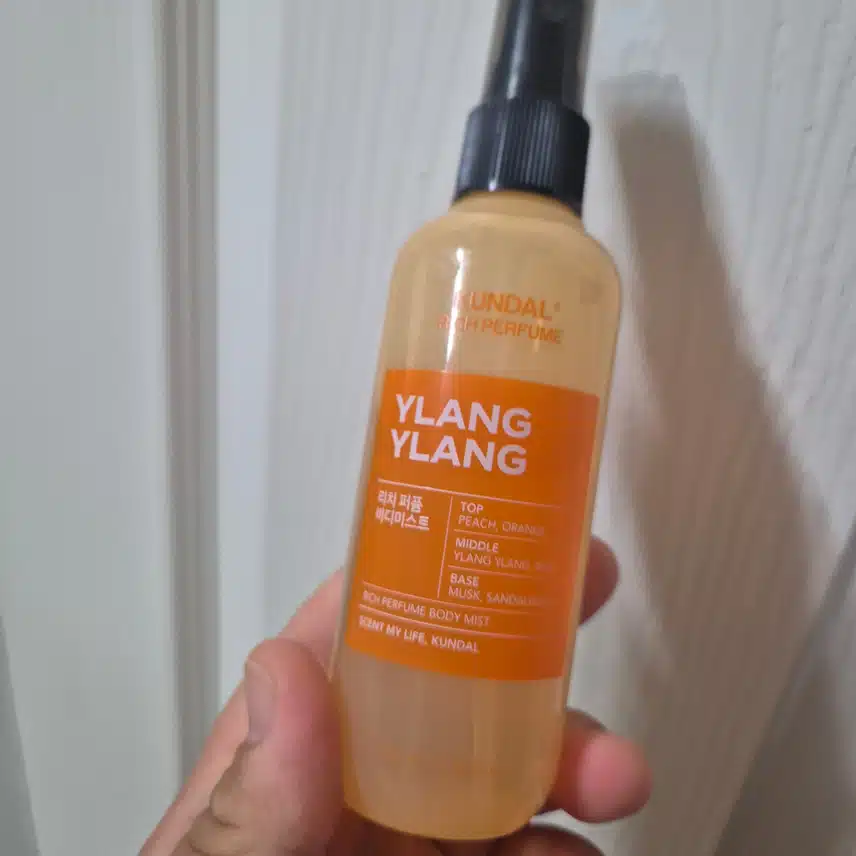 KUNDAL®
RICH PERFUME
YLANG
YLANG
리치 퍼퓸
바디미스트
TOP
PEACH, ORANGE
MIDDLE
YLANG YLANG,
BASE
MUSK,
RICH PERFUME BODY MIST
SCENT MY LIFE, KUNDAL